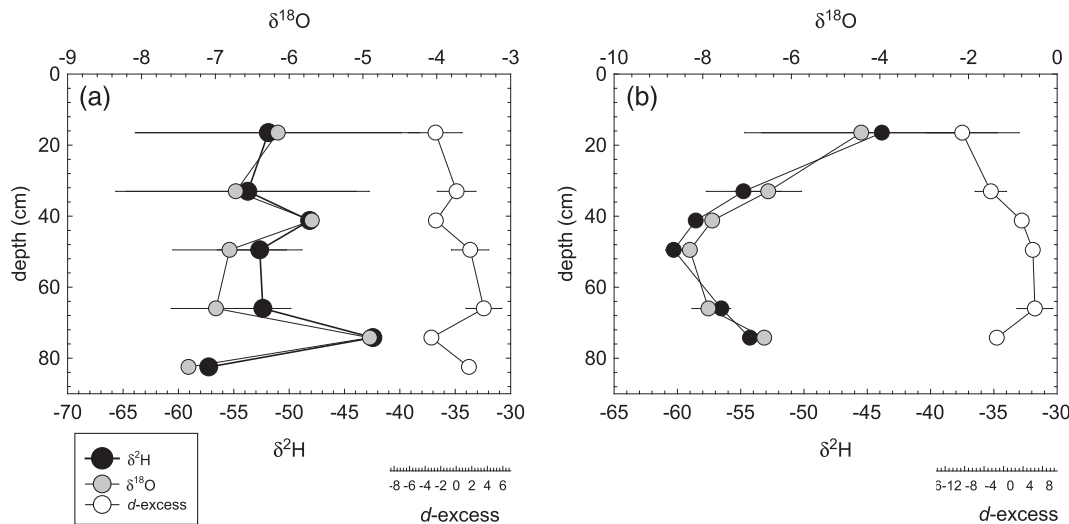 δ18O
δ18O
-9 -8 -7 -6 -5 -4 -3
-10 -8 -6 -4 -2 0
0
20
40
60
80
depth (cm)
(a)
-70 -65 -60 -55 -50 -45 -40 -35 -30
δ2H
0
20
40
60
80
depth (cm)
(b)
-65 -60 -55 -50 -45 -40 -35 -30
δ2H
δ2H
δ18O
d-excess
-8 -6 -4 -2 0 2 4 6
d-excess
-12 -8 -4 0 4 8
d-excess